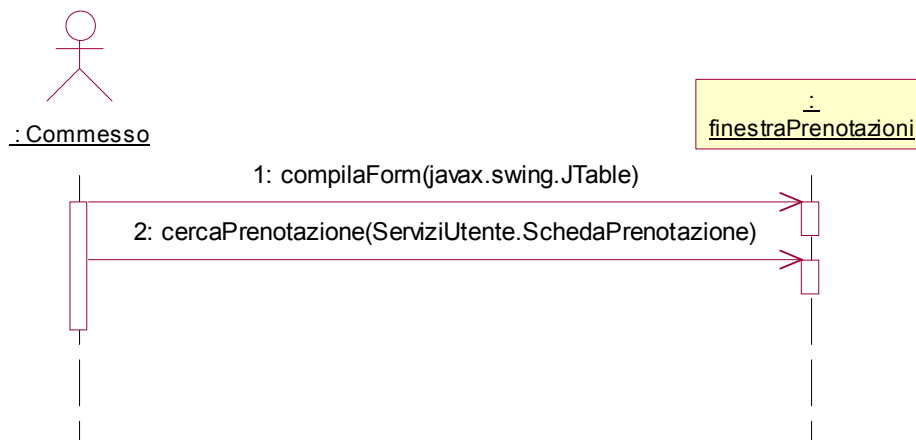 : Commesso
:
finestraPrenotazioni
1: compilaForm(javax.swing.JTable)
2: cercaPrenotazione(ServiziUtente.SchedaPrenotazione)